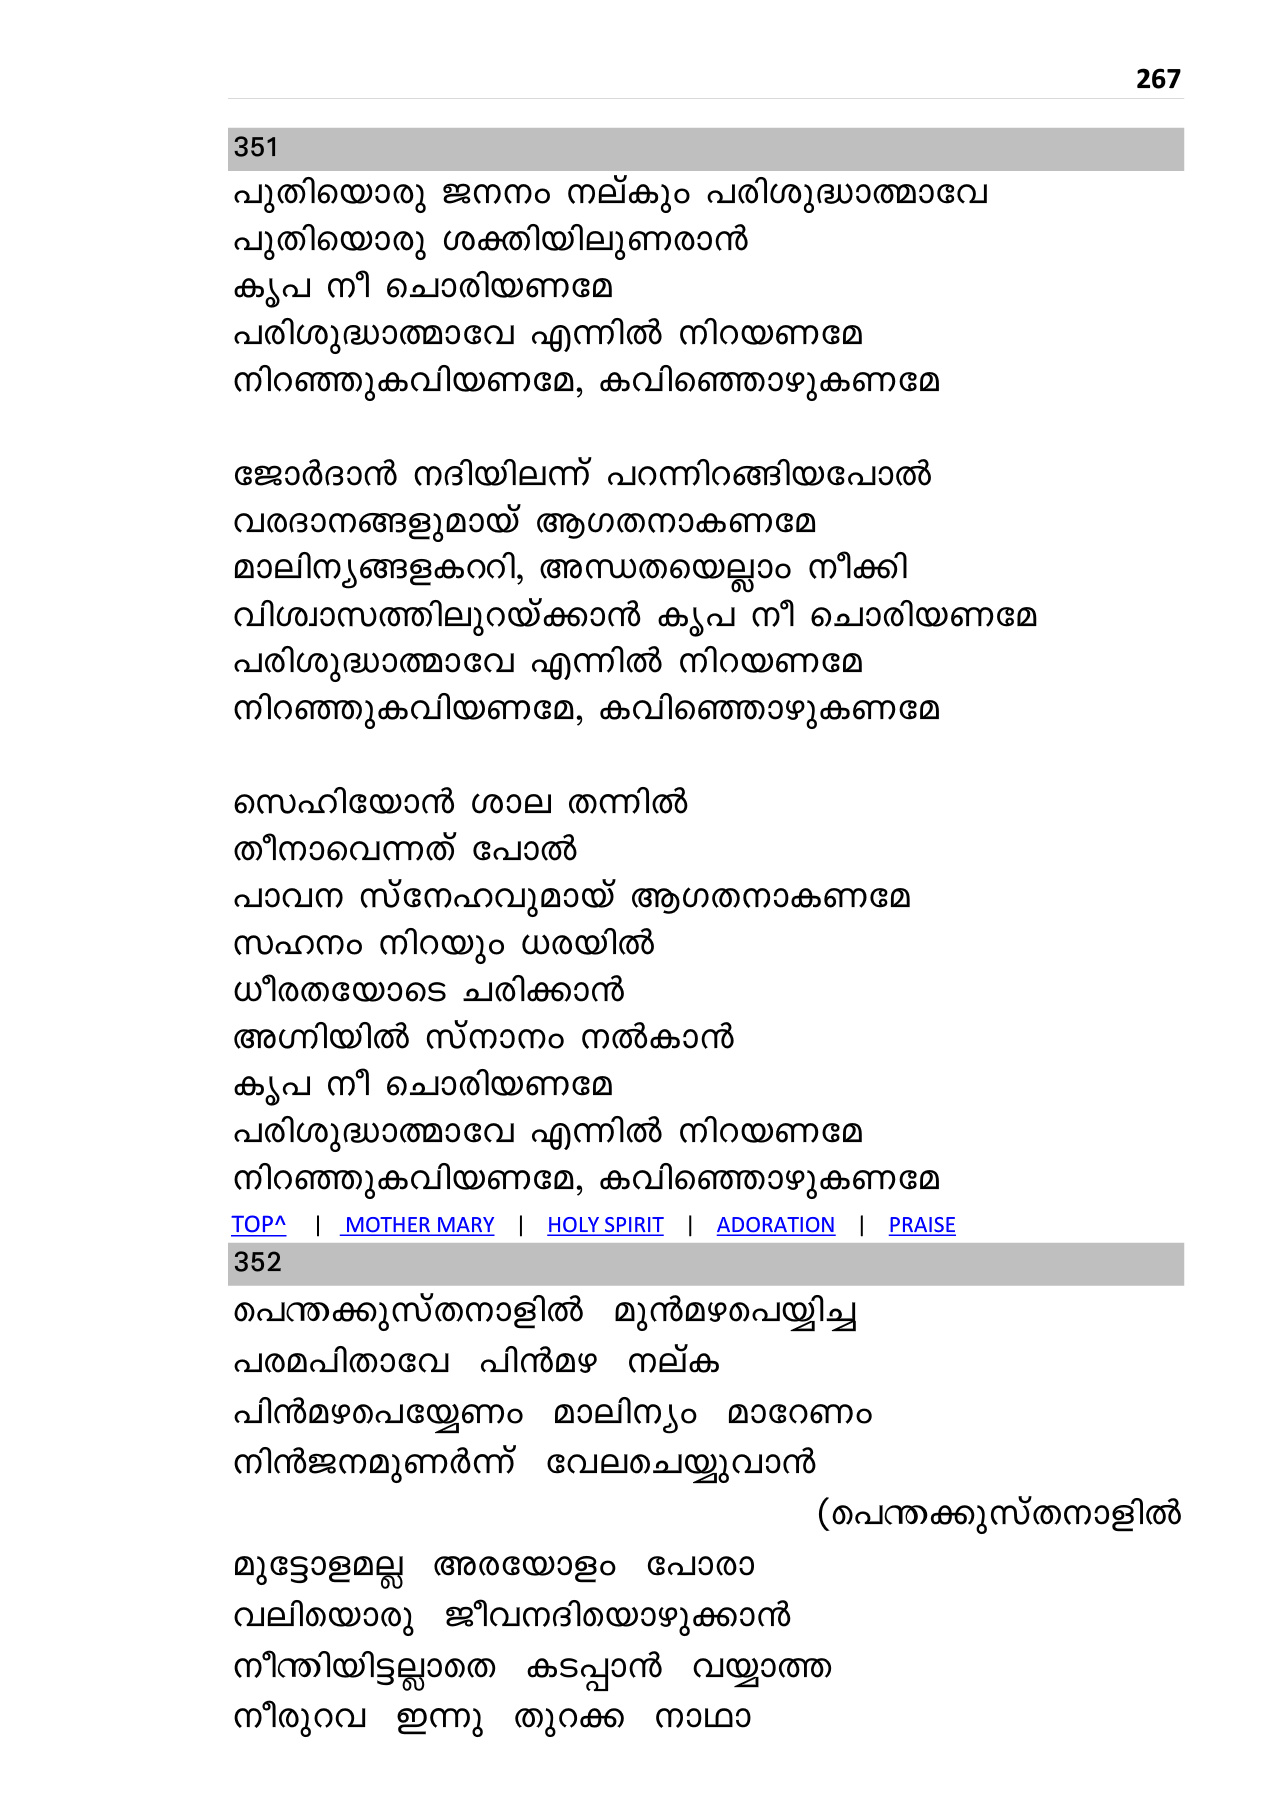 267
351
പുതിയൊരു ജനനം നല്കും പരിശുദ്ധാത്മാവേ
പുതിയൊരു ശക്തിയിലുണരാൻ
കൃപ നീ ചൊരിയണമേ
പരിശുദ്ധാത്മാവേ എന്നിൽ നിറയണമേ
നിറഞ്ഞുകവിയണമേ, കവിഞ്ഞൊഴുകണമേ
ജോർദാൻ നദിയിലന്ന് പറന്നിറങ്ങിയപോൽ
വരദാനങ്ങളുമായ് ആഗതനാകണമേ
മാലിന്യങ്ങളകററി, അന്ധതയെല്ലാം നീക്കി
വിശ്വാസത്തിലുറയ്ക്കാൻ കൃപ നീ ചൊരിയണമേ
പരിശുദ്ധാത്മാവേ എന്നിൽ നിറയണമേ
നിറഞ്ഞുകവിയണമേ, കവിഞ്ഞൊഴുകണമേ
സെഹിയോൻ ശാല തന്നിൽ
തീനാവെന്നത് പോൽ
പാവന സ്നേഹവുമായ് ആഗതനാകണമേ
സഹനം നിറയും ധരയിൽ
ധീരതയോടെ ചരിക്കാൻ
അഗ്നിയിൽ സ്നാനം നൽകാൻ
കൃപ നീ ചൊരിയണമേ
പരിശുദ്ധാത്മാവേ എന്നിൽ നിറയണമേ
നിറഞ്ഞുകവിയണമേ, കവിഞ്ഞൊഴുകണമേ
TOP^ | MOTHER MARY | HOLY SPIRIT | ADORATION | PRAISE
352
പെന്തക്കുസ്തനാളിൽ മുൻമഴപെയ്യിച്ച
പരമപിതാവേ പിൻമഴ നല്ക
പിൻമഴപെയ്യേണം മാലിന്യം മാറേണം
നിൻജനമുണർന്ന് വേലചെയ്യുവാൻ
(പെന്തക്കുസ്തനാളിൽ
മുട്ടോളമല്ല അരയോളം പോരാ
വലിയൊരു ജീവനദിയൊഴുക്കാൻ
നീന്തിയിട്ടല്ലാതെ കടപ്പാൻ വയ്യാത്ത
നീരുറവ ഇന്നു തുറക്ക നാഥാ